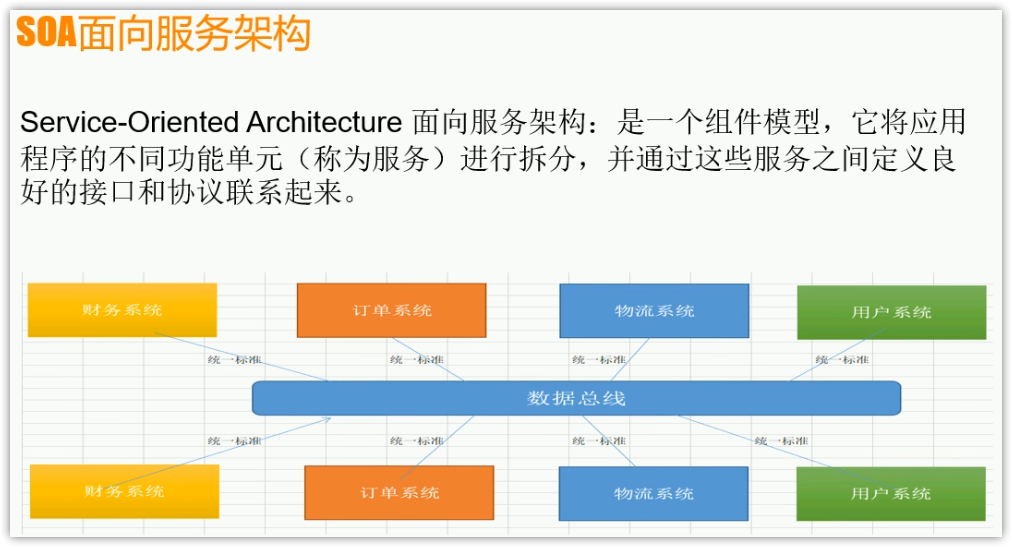 SOA面向服务架构
Service-Oriented Architecture 面向服务架构：是一个组件模型，它将应用
程序的不同功能单元（称为服务）进行拆分，并通过这些服务之间定义良
好的接口和协议联系起来。
财务系统
订单系统
物流系统
用户系统
统一标准
统一标准
统一标准
统一标准
数据总线
统一标准
统一标准
统一标准
统一标准
财务系统
订单系统
物流系统
用户系统